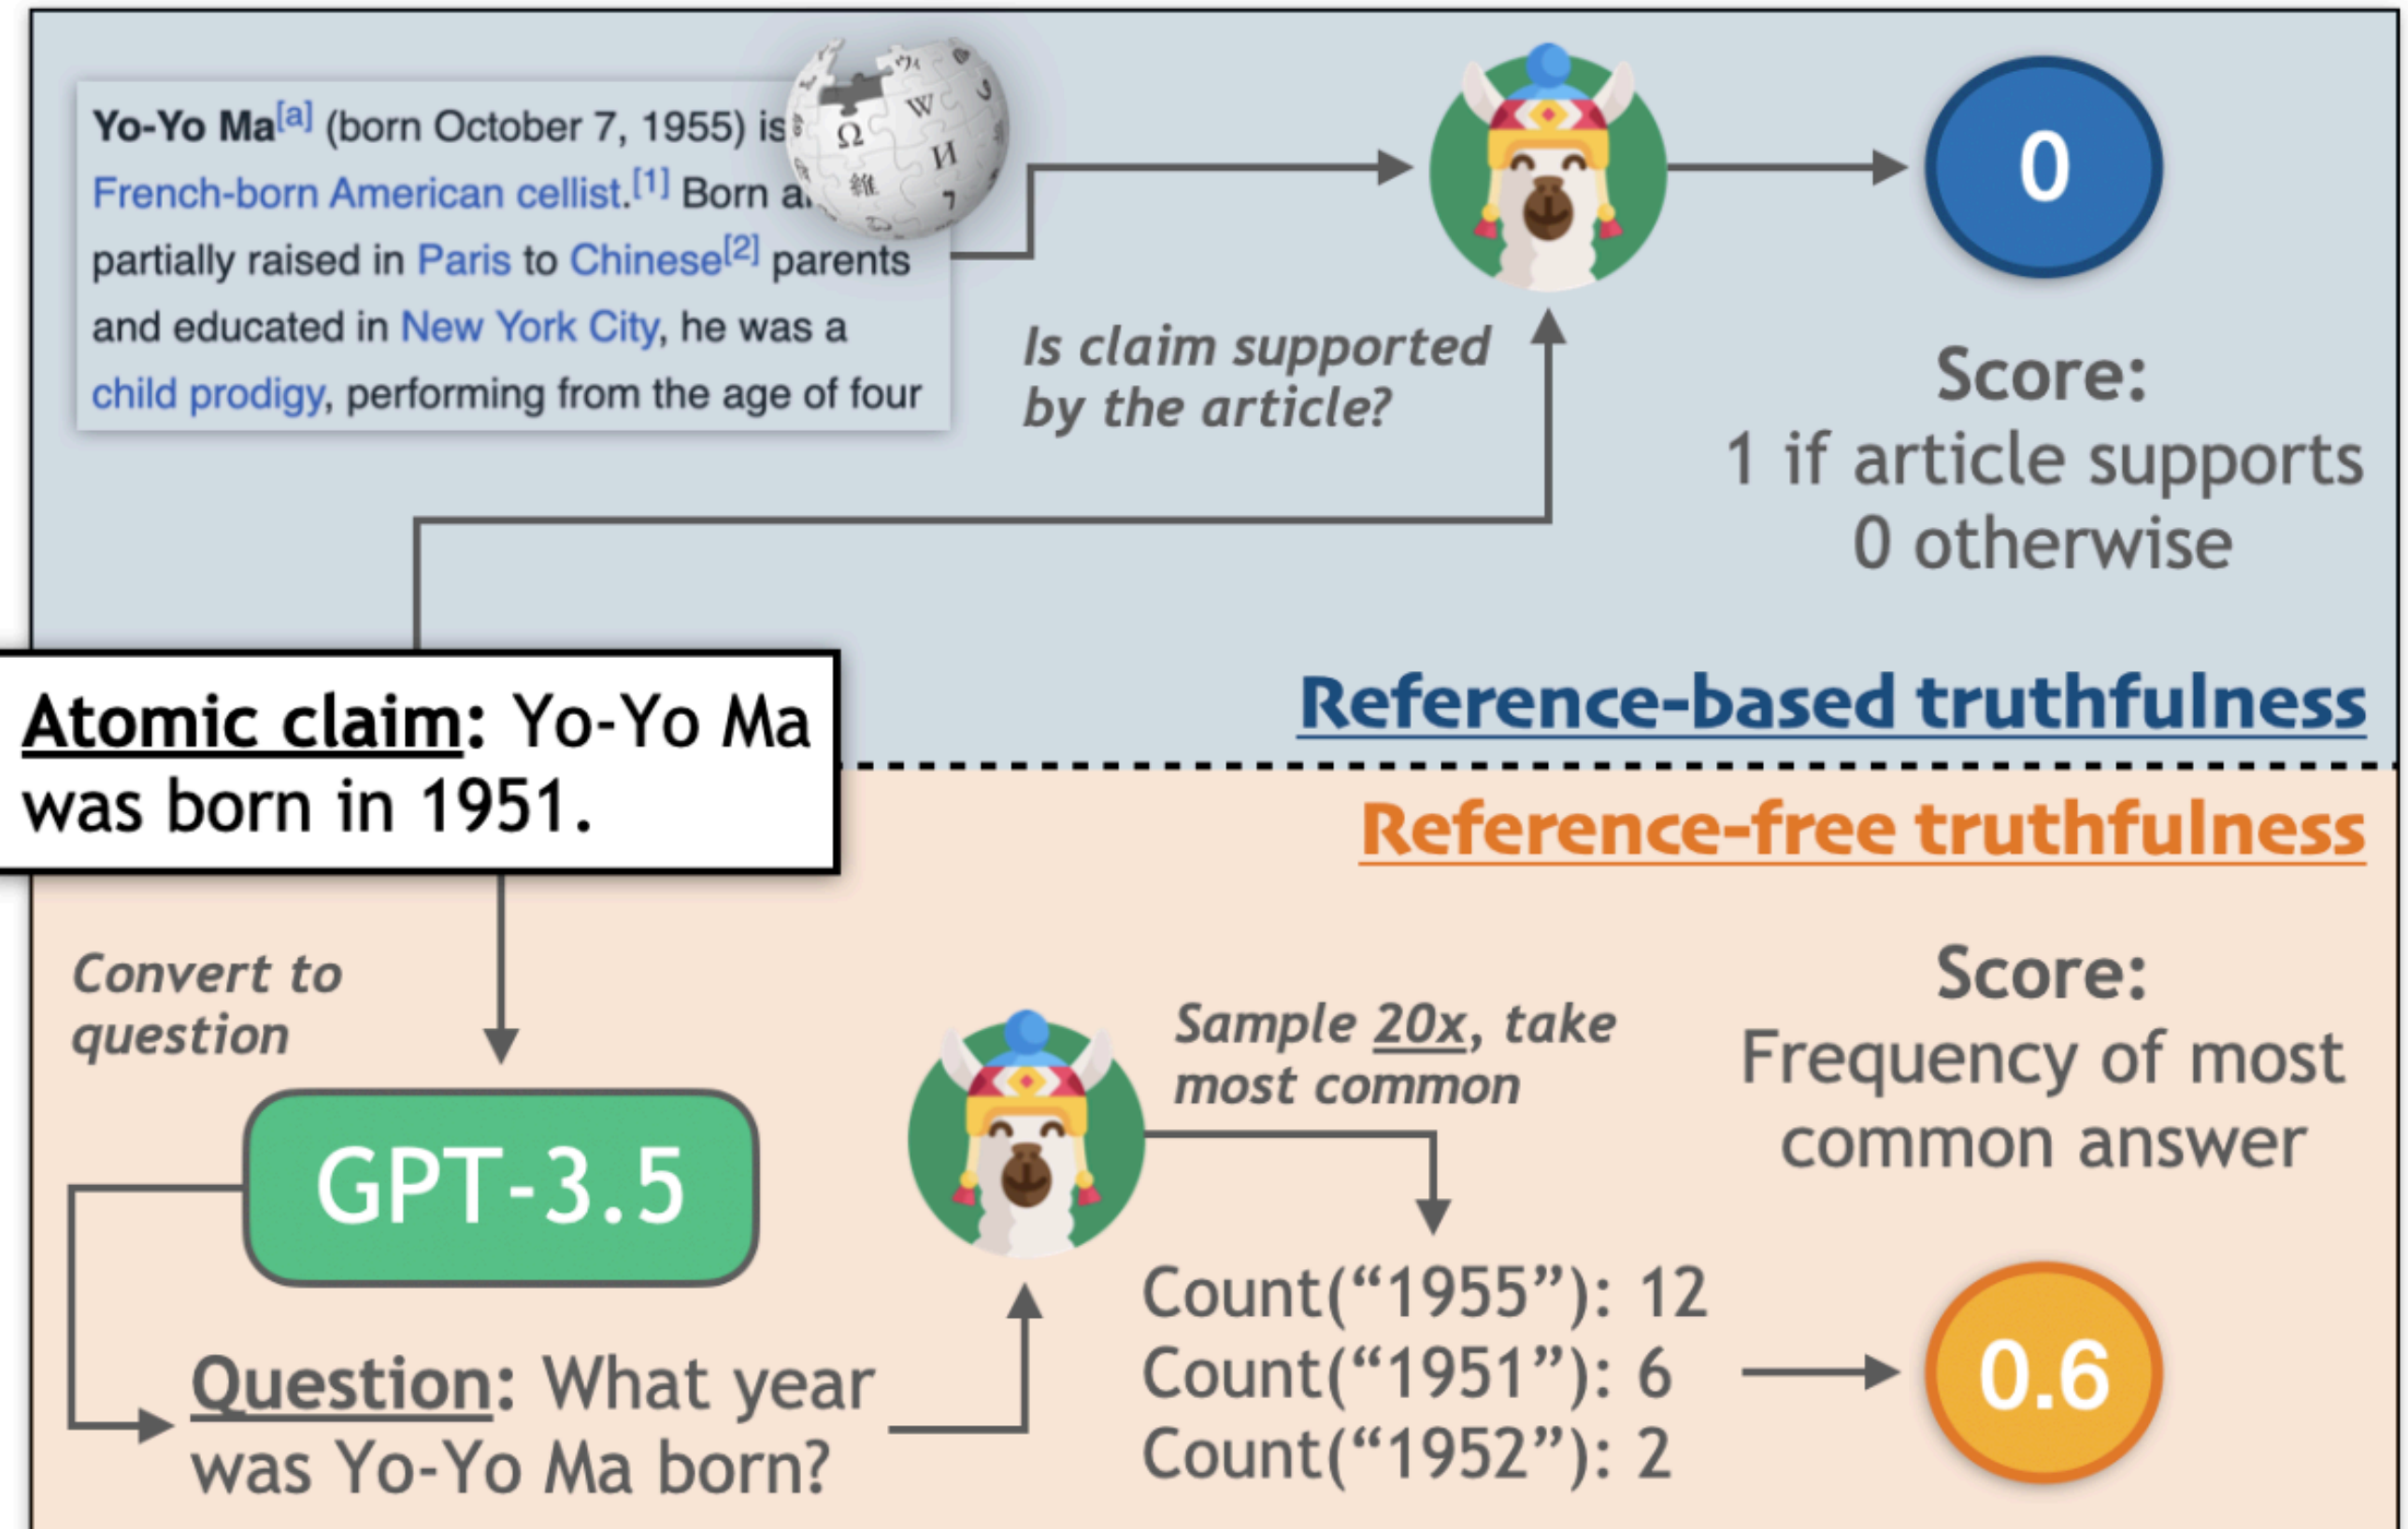 Yo-Yo Ma[a] (born October 7, 1955) is
French-born American cellist.[1] Born
partially raised in Paris to Chinese[2] parents
and educated in New York City, he was a
child prodigy, performing from the age of four
Is claim supported
by the article?
0
Score:
1 if article supports
0 otherwise
Reference-based truthfulness
Atomic claim: Yo-Yo Ma
was born in 1951.
Reference-free truthfulness
Convert to
question
GPT-3.5
Question: What year
was Yo-Yo Ma born?
Sample 20x, take
most common
Count(“1955”): 12
Count(“1951”): 6
Count(“1952”): 2
Score:
Frequency of most
common answer
0.6